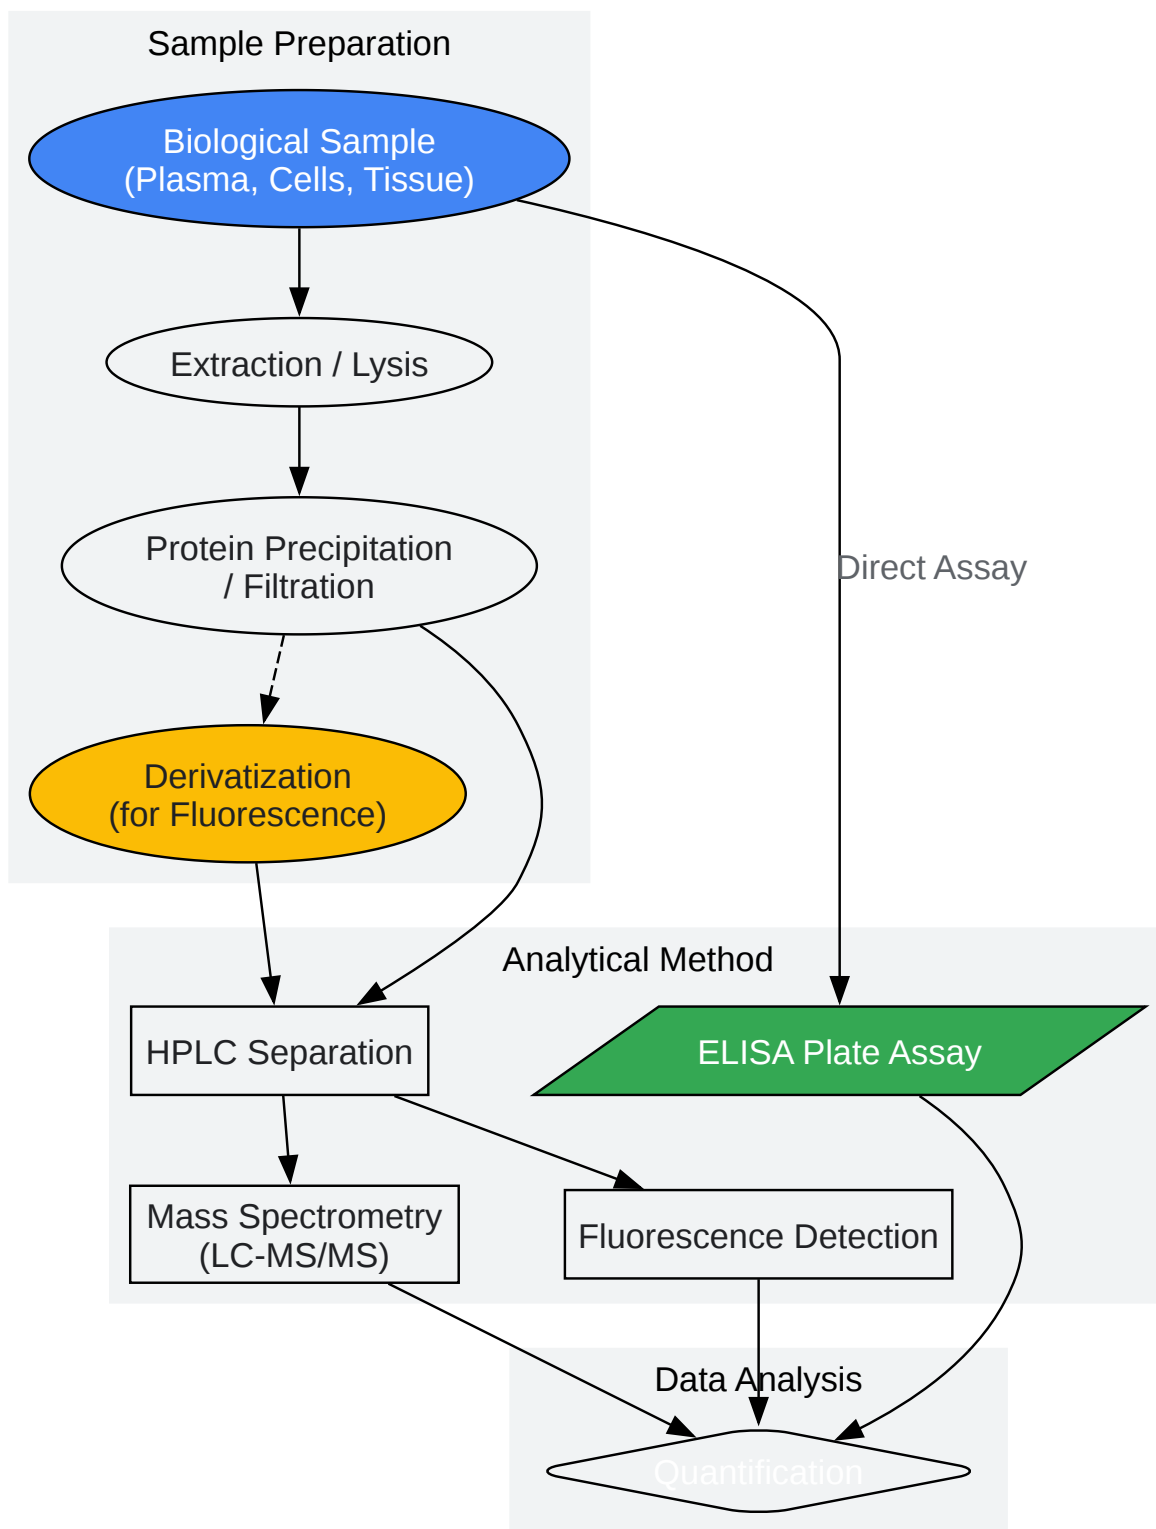 Sample Preparation
Biological Sample
(Plasma, Cells, Tissue)
Extraction / Lysis
Protein Precipitation
/ Filtration
Direct Assay
Derivatization
(for Fluorescence)
Analytical Method
HPLC Separation
ELISA Plate Assay
Mass Spectrometry
(LC-MS/MS)
Fluorescence Detection
Data Analysis
Quantification